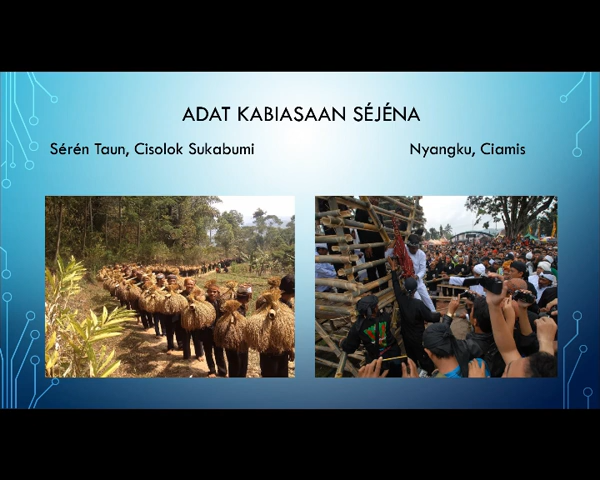 ADAT KABIASAAN SÉJÉNA
Sérén Taun, Cisolok Sukabumi
Nyangku, Ciamis